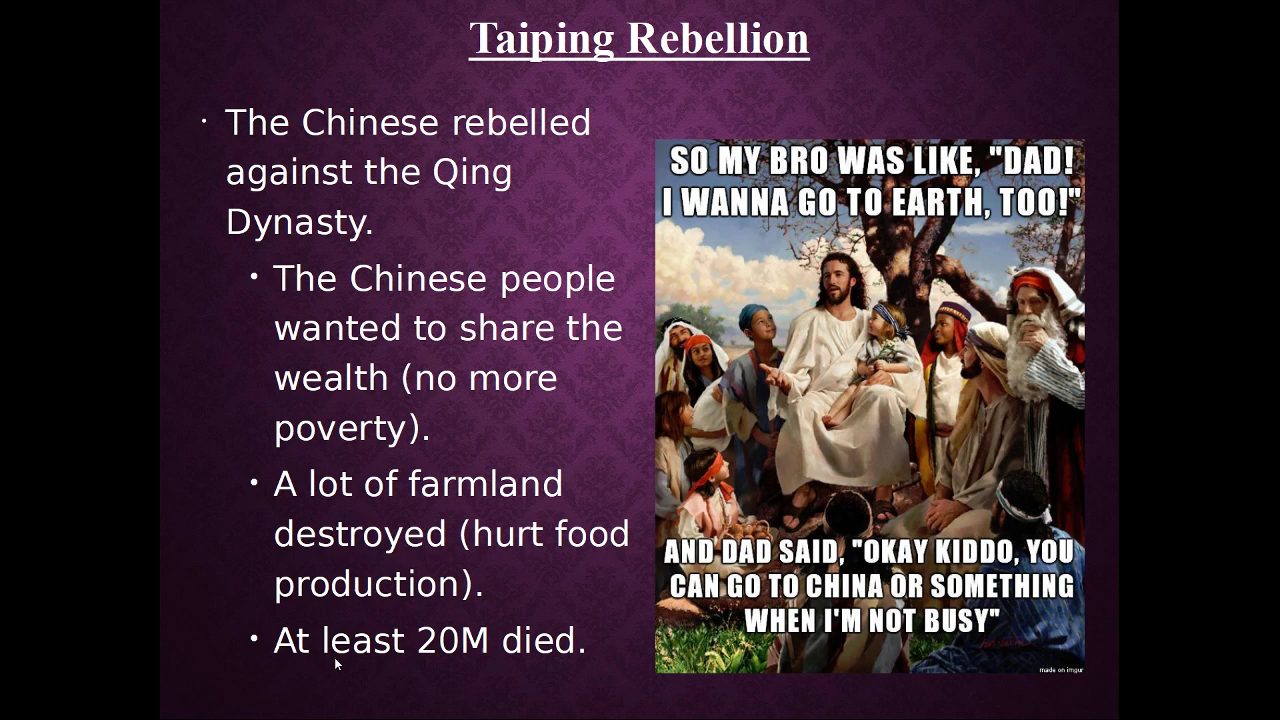 Taiping Rebellion
• The Chinese rebelled
against the Qing
Dynasty.
• The Chinese people
wanted to share the
wealth (no more
poverty).
• A lot of farmland
destroyed (hurt food
production).
• At least 20M died.
SO MY BRO WAS LIKE, "DAD!
I WANNA GO TO EARTH, TOO!"
AND DAD SAID, "OKAY KIDDO, YOU
CAN GO TO CHINA OR SOMETHING
WHEN I'M NOT BUSY"
made on imgur